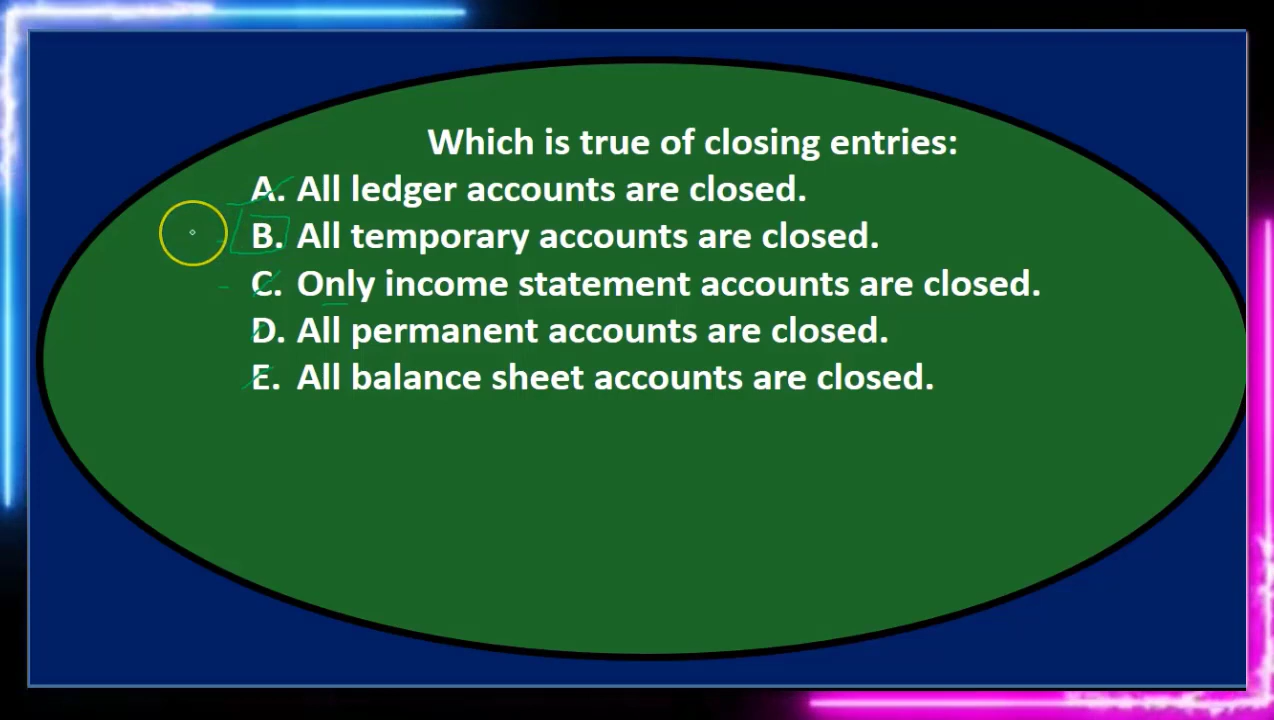 Which is true of closing entries:
A. All ledger accounts are closed.
B. All temporary accounts are closed.
C. Only income statement accounts are closed.
D. All permanent accounts are closed.
E. All balance sheet accounts are closed.